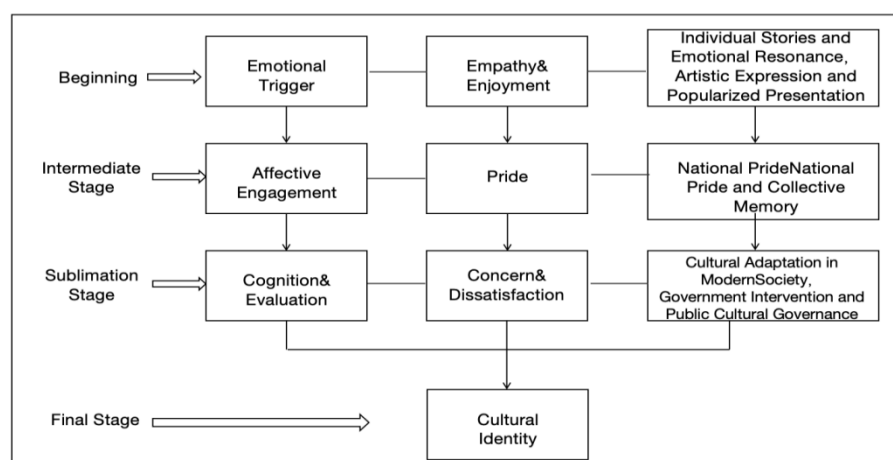 Beginning
Emotional
Trigger
Empathy&
Enjoyment
Individual Stories and
Emotional Resonance,
Artistic Expression and
Popularized Presentation
Intermediate
Stage
Affective
Engagement
Pride
National PrideNational
Pride and Collective
Memory
Sublimation
Stage
Cognition&
Evaluation
Concern&
Dissatisfaction
Cultural Adaptation in
ModernSociety,
Government Intervention and
Public Cultural Governance
Final Stage
Cultural
Identity